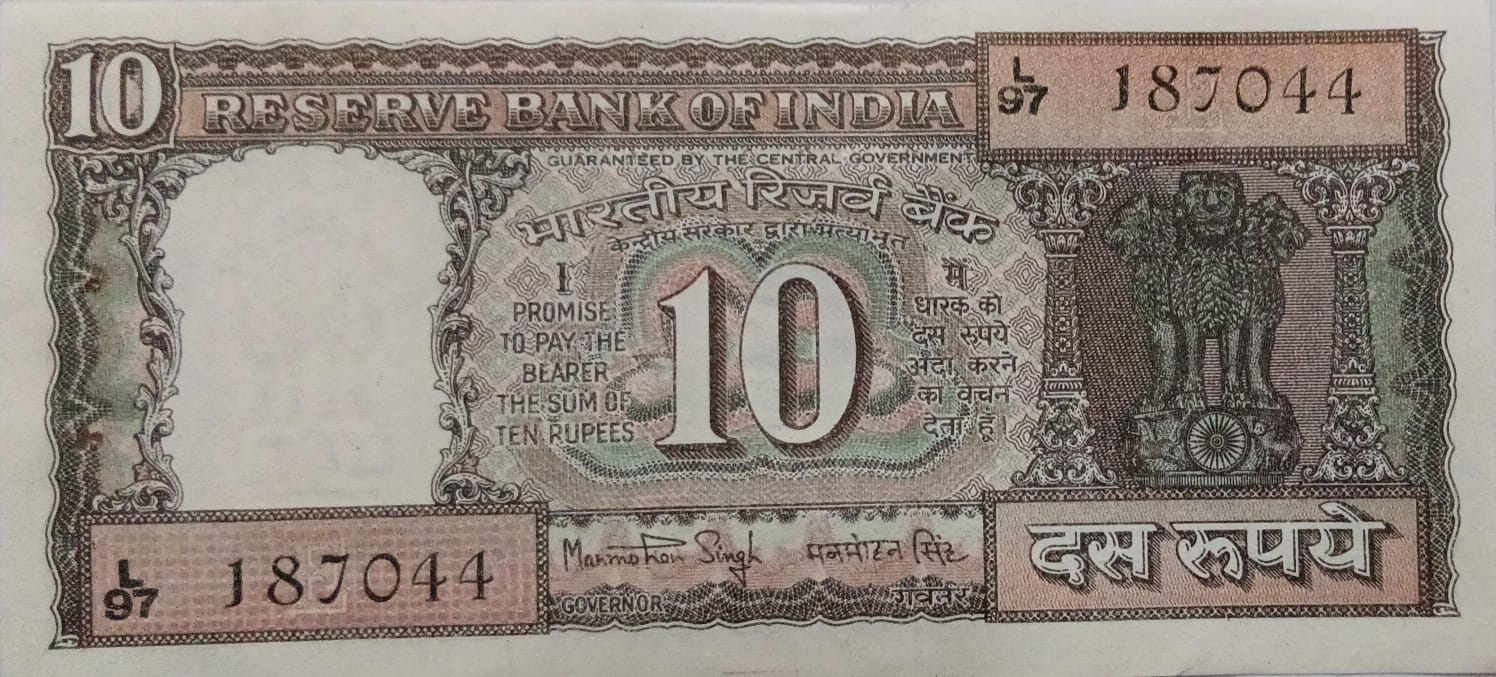 10
RESERVE BANK OF INDIA
L
97 187044
GUARANTEED BY THE CENTRAL GOVERNMENT
भारतीय रिज़र्व बैंक
केन्द्रीय सरकार द्वारा प्रत्याभूत
I
PROMISE
TO PAY THE
BEARER
THE SUM OF
TEN RUPEES
10
मैं
धारक को
दस रुपये
अदा करने
का वचन
देता हूँ।
L
97 187044
Manmohan Singh
मनमोहन सिंह
GOVERNOR
गवर्नर
दस रुपये